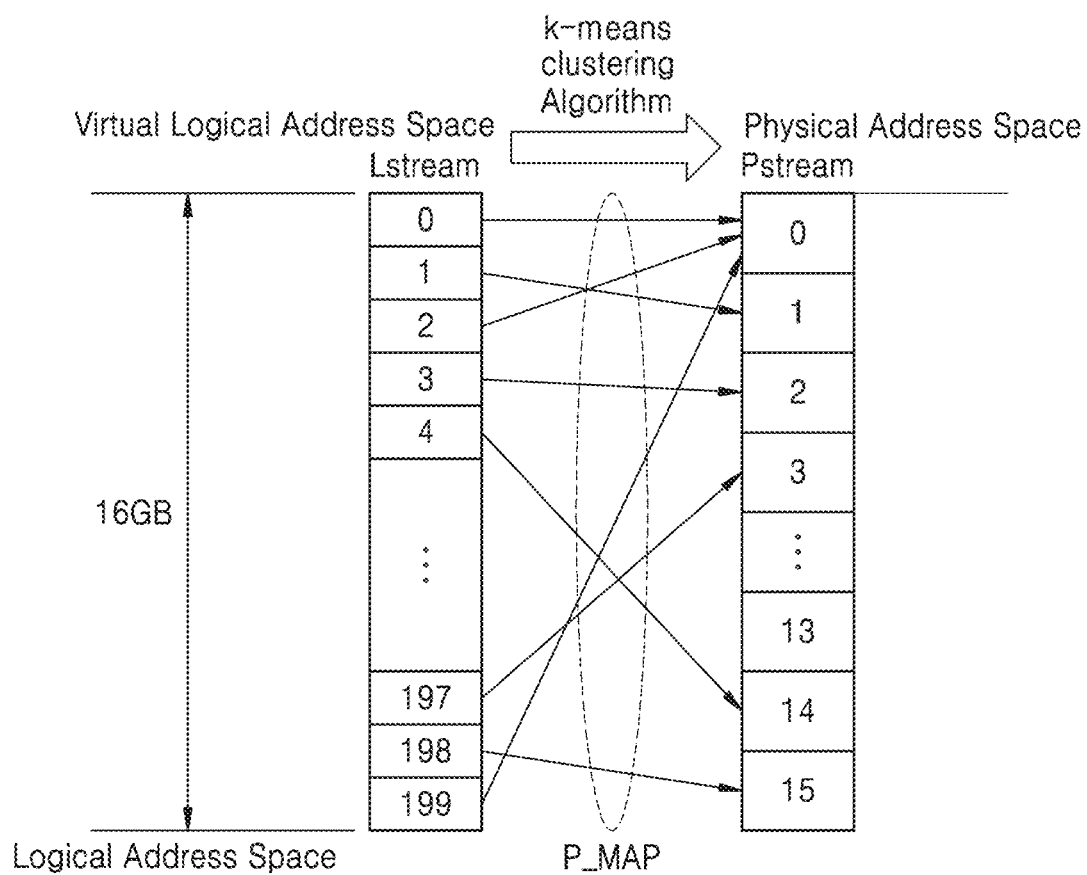 k-means
clustering
Algorithm
Virtual Logical Address Space
Physical Address Space
Lstream
Pstream
0
1
2
3
4
⋮
197
198
199
0
1
2
3
⋮
13
14
15
16GB
Logical Address Space
P_MAP